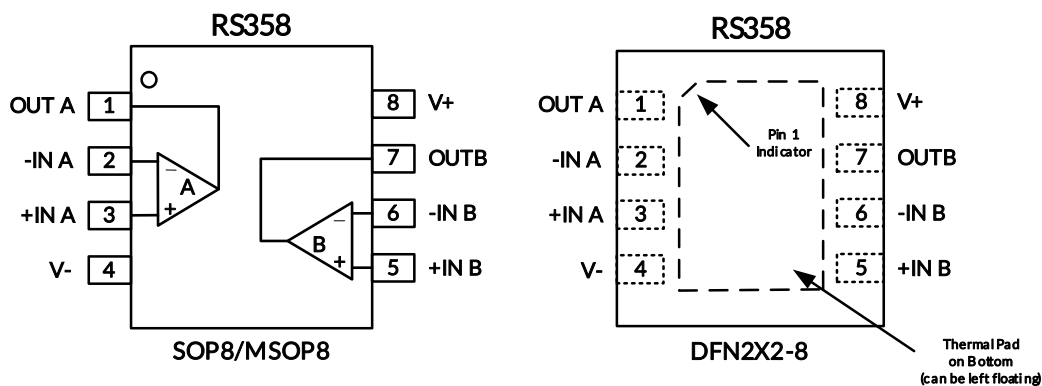 RS358
OUT A 1
8 V+
-IN A 2
7 OUTB
+IN A 3
6 -IN B
V- 4
5 +IN B
− A +
− B +
SOP8/MSOP8
RS358
OUT A 1
8 V+
Pin 1
Indicator
-IN A 2
7 OUTB
+IN A 3
6 -IN B
V- 4
5 +IN B
DFN2X2-8
Thermal Pad
on Bottom
(can be left floating)